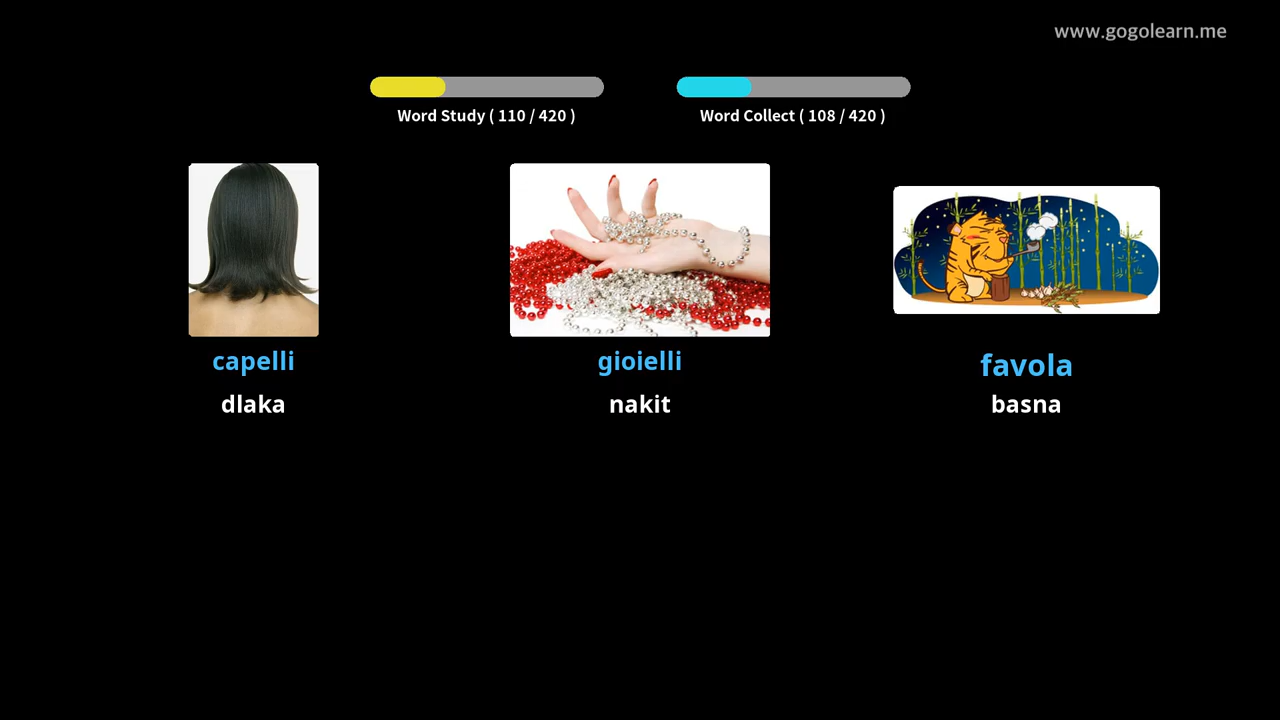 www.gogolearn.me
Word Study ( 110 / 420 )
Word Collect ( 108 / 420 )
capelli
gioielli
favola
dlaka
nakit
basna